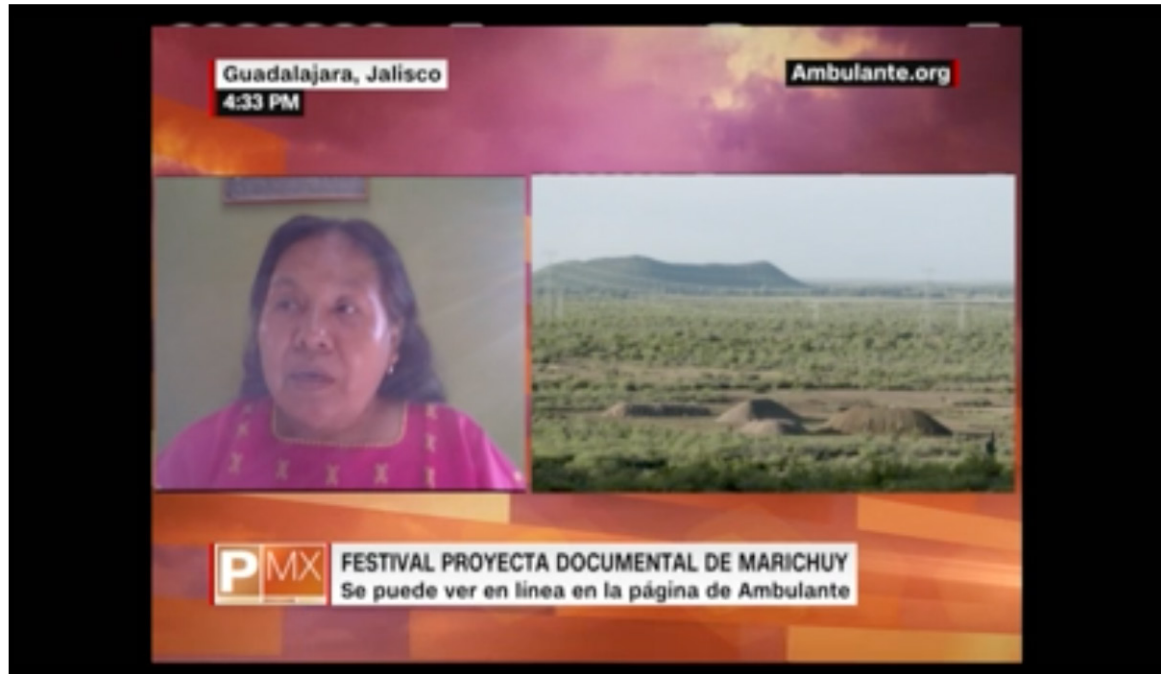 Guadalajara, Jalisco
4:33 PM
Ambulante.org
P MX
FESTIVAL PROYECTA DOCUMENTAL DE MARICHUY
Se puede ver en línea en la página de Ambulante